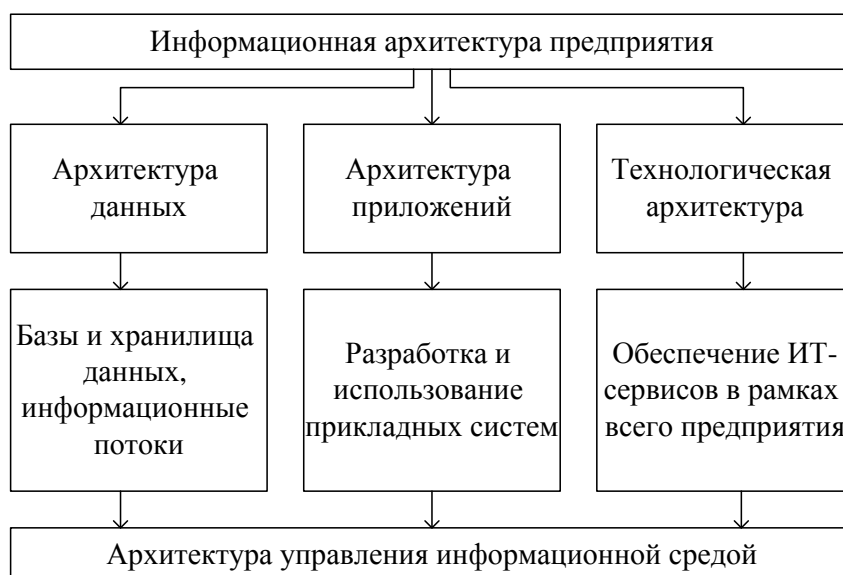 Информационная архитектура предприятия
Архитектура
данных
Архитектура
приложений
Технологическая
архитектура
Базы и хранилища
данных,
информационные
потоки
Разработка и
использование
прикладных систем
Обеспечение ИТ-
сервисов в рамках
всего предприятия
Архитектура управления информационной средой